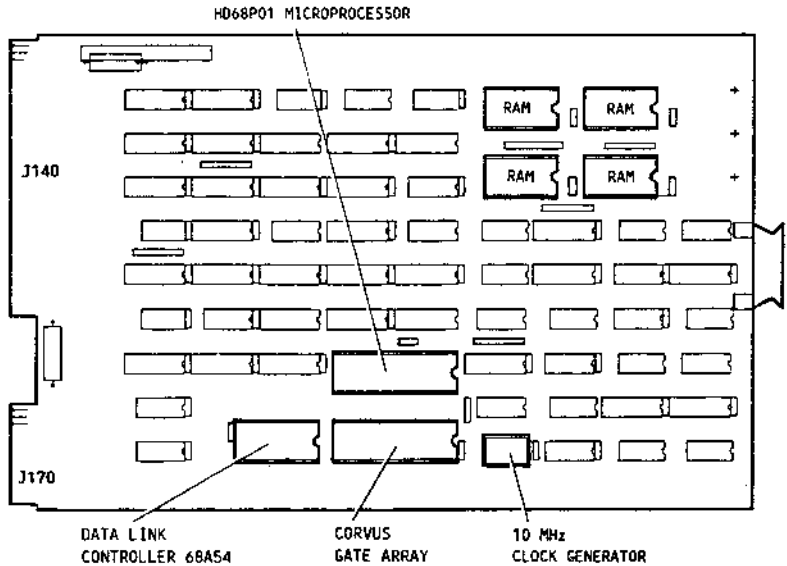 HD68P01 MICROPROCESSOR
RAM RAM
J140
RAM RAM
J170
DATA LINK
CONTROLLER 68A54
CORVUS
GATE ARRAY
10 MHz
CLOCK GENERATOR